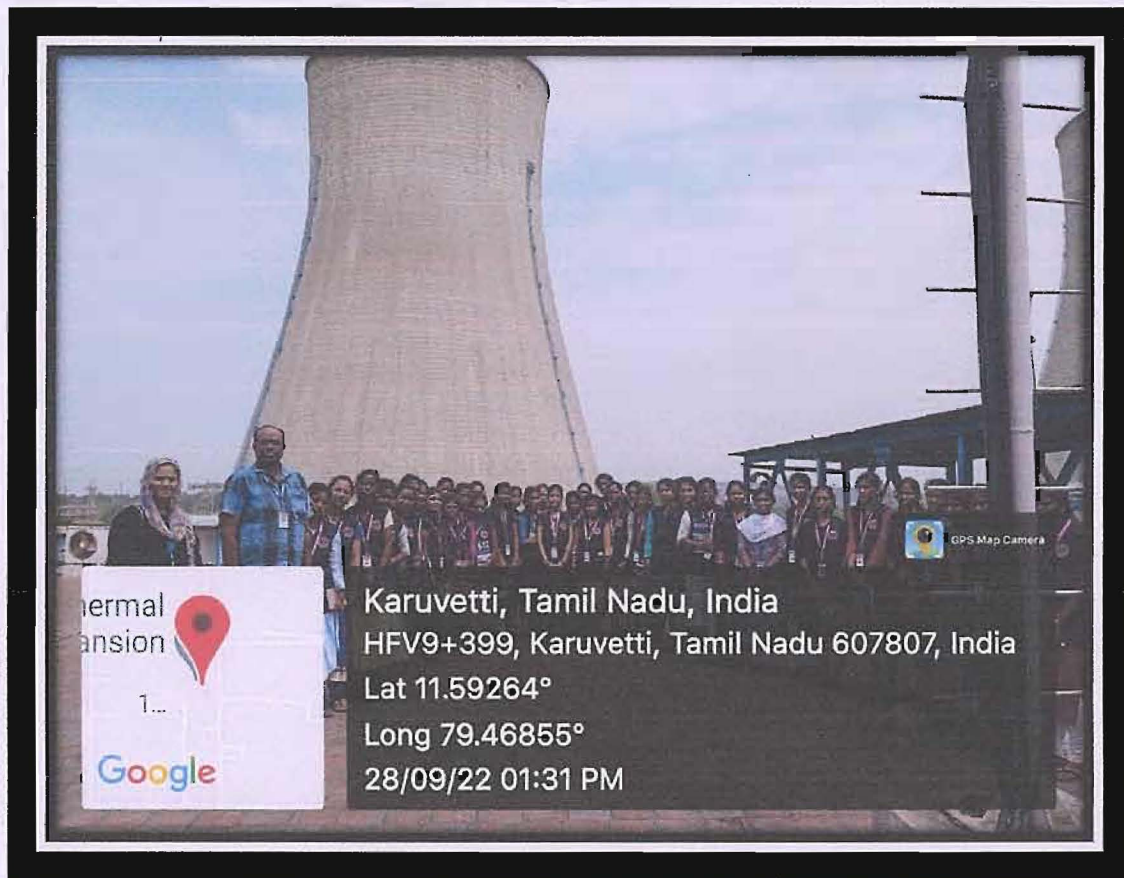 GPS Map Camera
ermal
ansion
1...
Google
Karuvetti, Tamil Nadu, India
HFV9+399, Karuvetti, Tamil Nadu 607807, India
Lat 11.59264°
Long 79.46855°
28/09/22 01:31 PM